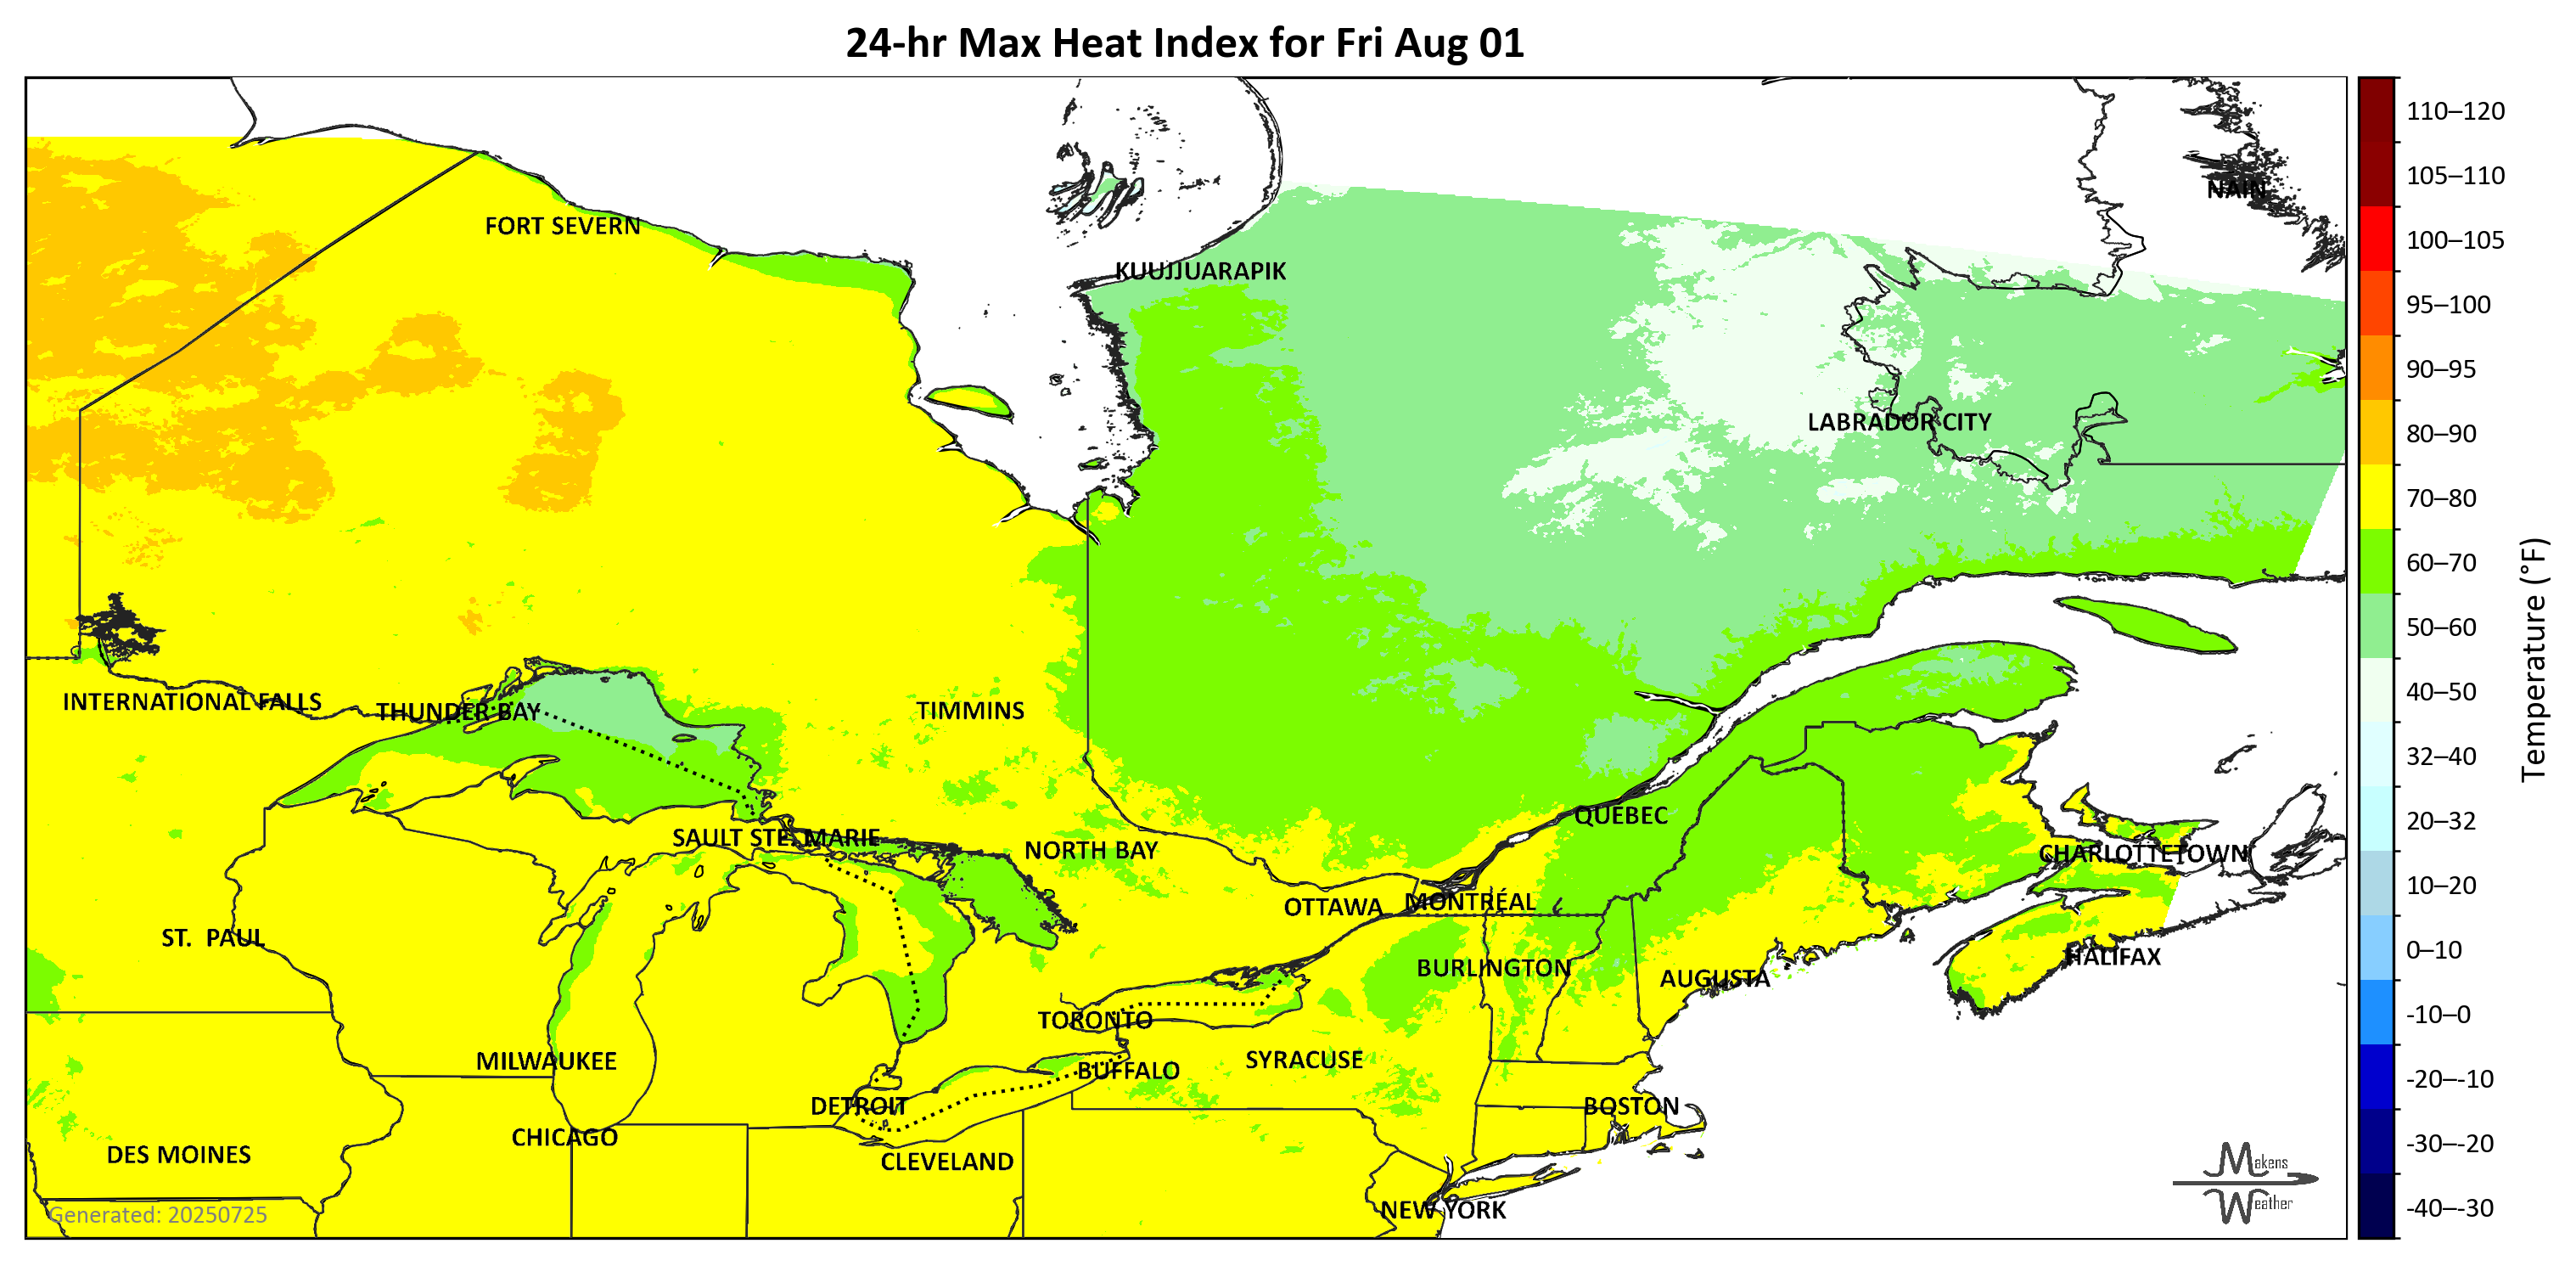 24-hr Max Heat Index for Fri Aug 01
NAIN
FORT SEVERN
KUUJJUARAPIK
LABRADOR CITY
INTERNATIONAL FALLS
THUNDER BAY
TIMMINS
SAULT STE. MARIE
NORTH BAY
QUÉBEC
CHARLOTTETOWN
OTTAWA
MONTRÉAL
ST. PAUL
BURLINGTON
AUGUSTA
HALIFAX
TORONTO
MILWAUKEE
SYRACUSE
BUFFALO
DETROIT
BOSTON
CHICAGO
DES MOINES
CLEVELAND
NEW YORK
Generated: 20250725
Makens
Weather
110–120
105–110
100–105
95–100
90–95
80–90
70–80
60–70
50–60
40–50
32–40
20–32
10–20
0–10
-10–0
-20–-10
-30–-20
-40–-30
Temperature (°F)